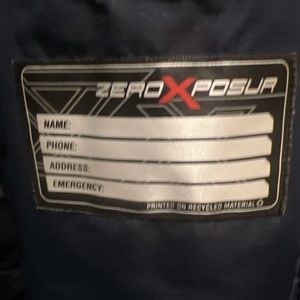 ZEROXPOSUR
NAME:
PHONE:
ADDRESS:
EMERGENCY:
PRINTED ON RECYCLED MATERIAL